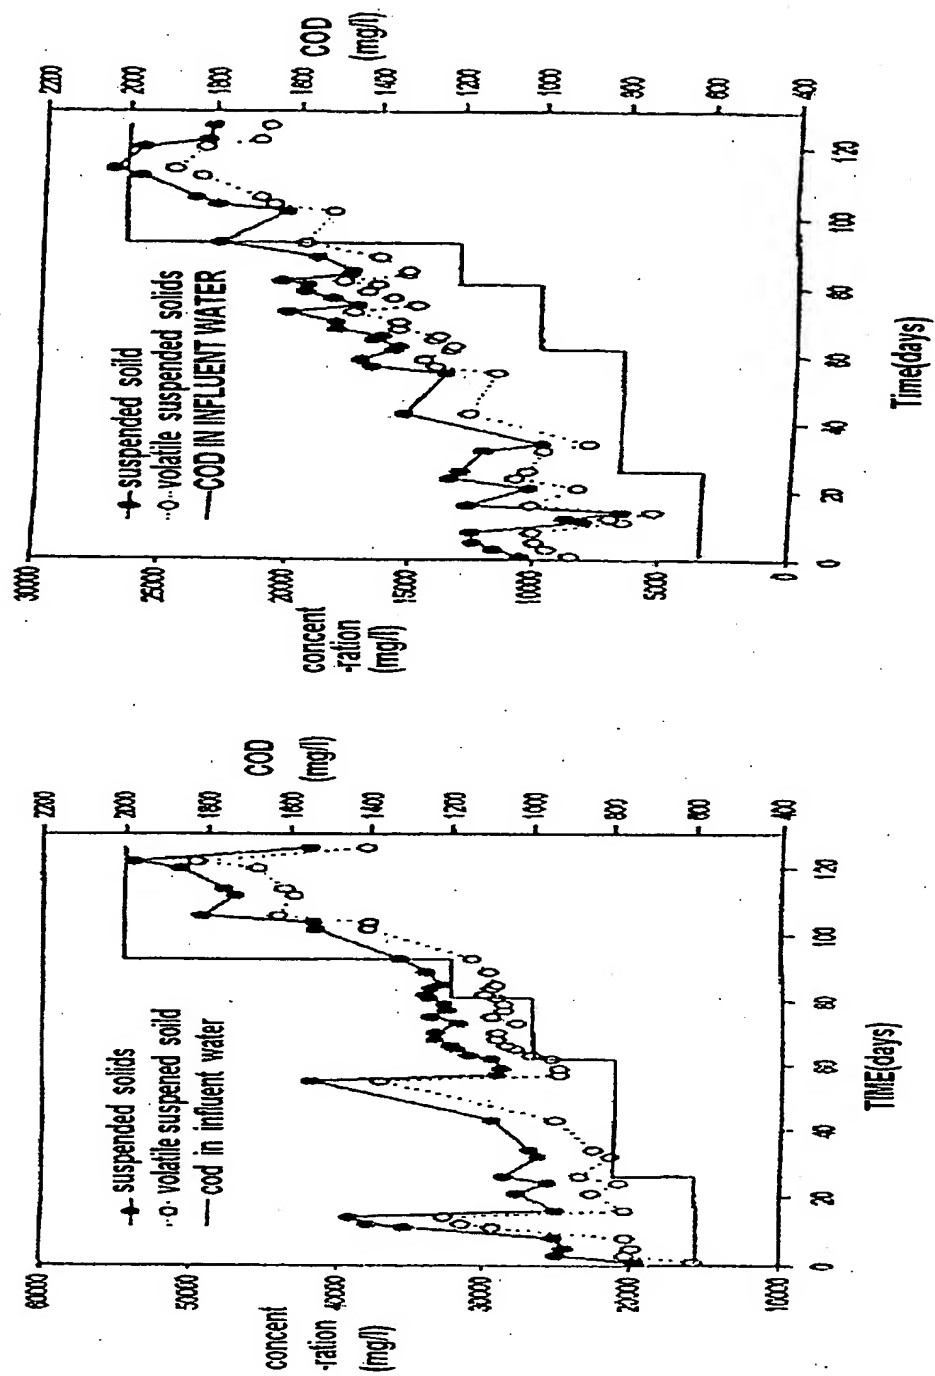 concent
-ration
(mg/l)
60000
50000
40000
30000
20000
10000
suspended solids
volatile suspened soild
cod in influent water
COD
(mg/l)
2200
2000
1800
1600
1400
1200
1000
800
600
400
0 20 40 60 80 100 120
TIME(days)
concent
-ration
(mg/l)
30000
25000
20000
15000
10000
5000
0
suspended soild
volatile suspended solids
COD IN INFLUENT WATER
COD
(mg/l)
2200
2000
1800
1600
1400
1200
1000
800
600
400
0 20 40 60 80 100 120
Time(days)